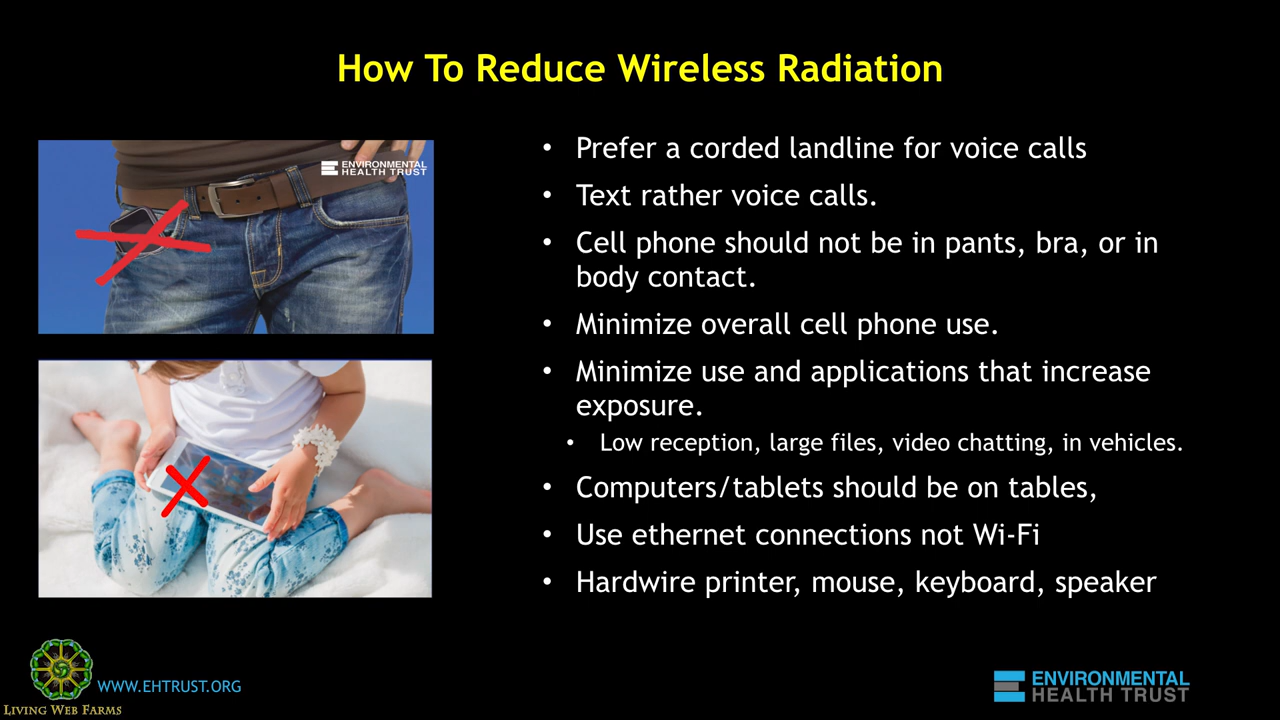 How To Reduce Wireless Radiation
ENVIRONMENTAL
HEALTH TRUST
• Prefer a corded landline for voice calls
• Text rather voice calls.
• Cell phone should not be in pants, bra, or in
body contact.
• Minimize overall cell phone use.
• Minimize use and applications that increase
exposure.
• Low reception, large files, video chatting, in vehicles.
• Computers/tablets should be on tables,
• Use ethernet connections not Wi-Fi
• Hardwire printer, mouse, keyboard, speaker
WWW.EHTRUST.ORG
LIVING WEB FARMS
ENVIRONMENTAL
HEALTH TRUST